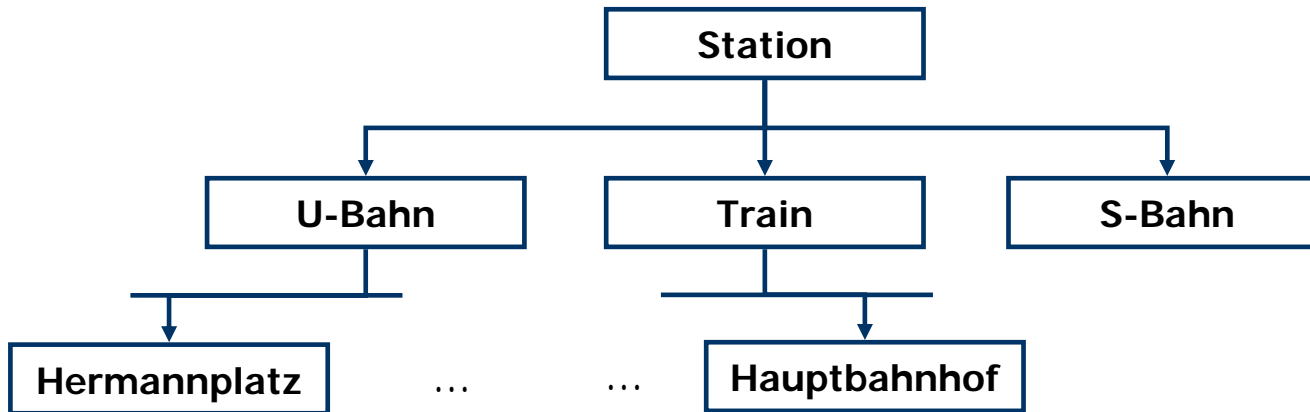 Station
U-Bahn
Train
S-Bahn
Hermannplatz
...
...
Hauptbahnhof